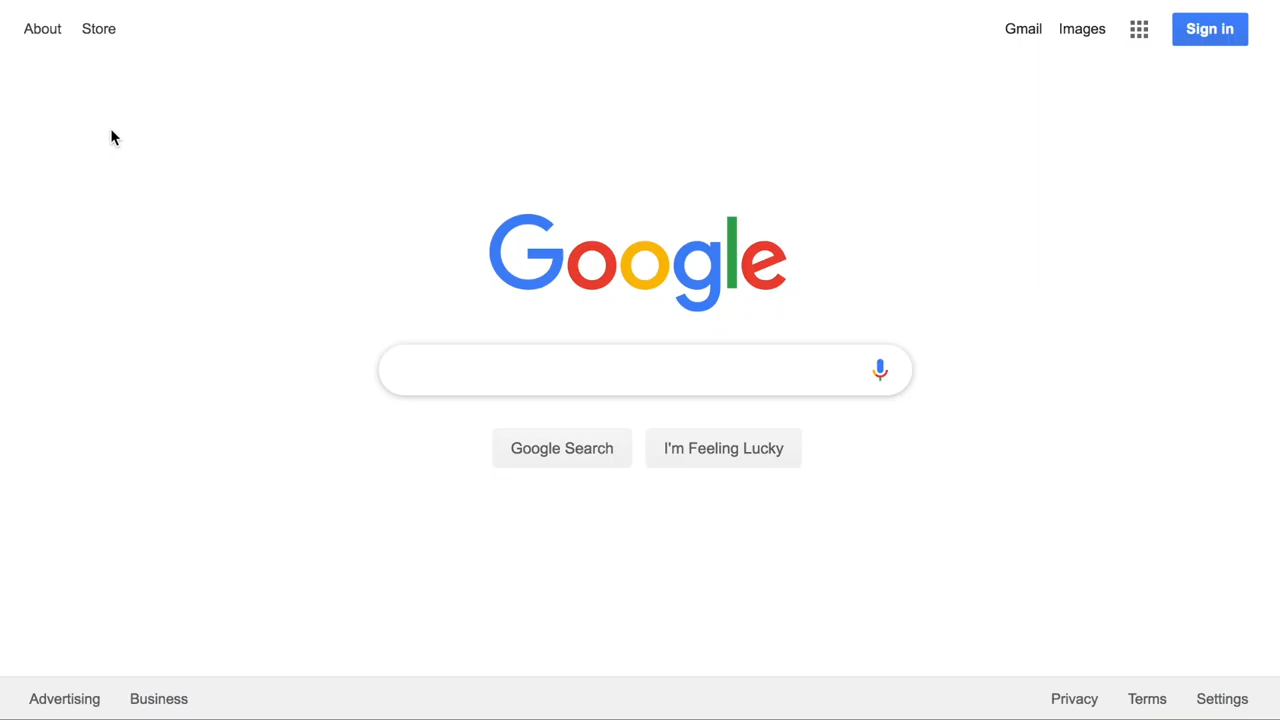 About Store Gmail Images Sign in
Google
Google Search I'm Feeling Lucky
Advertising Business Privacy Terms Settings